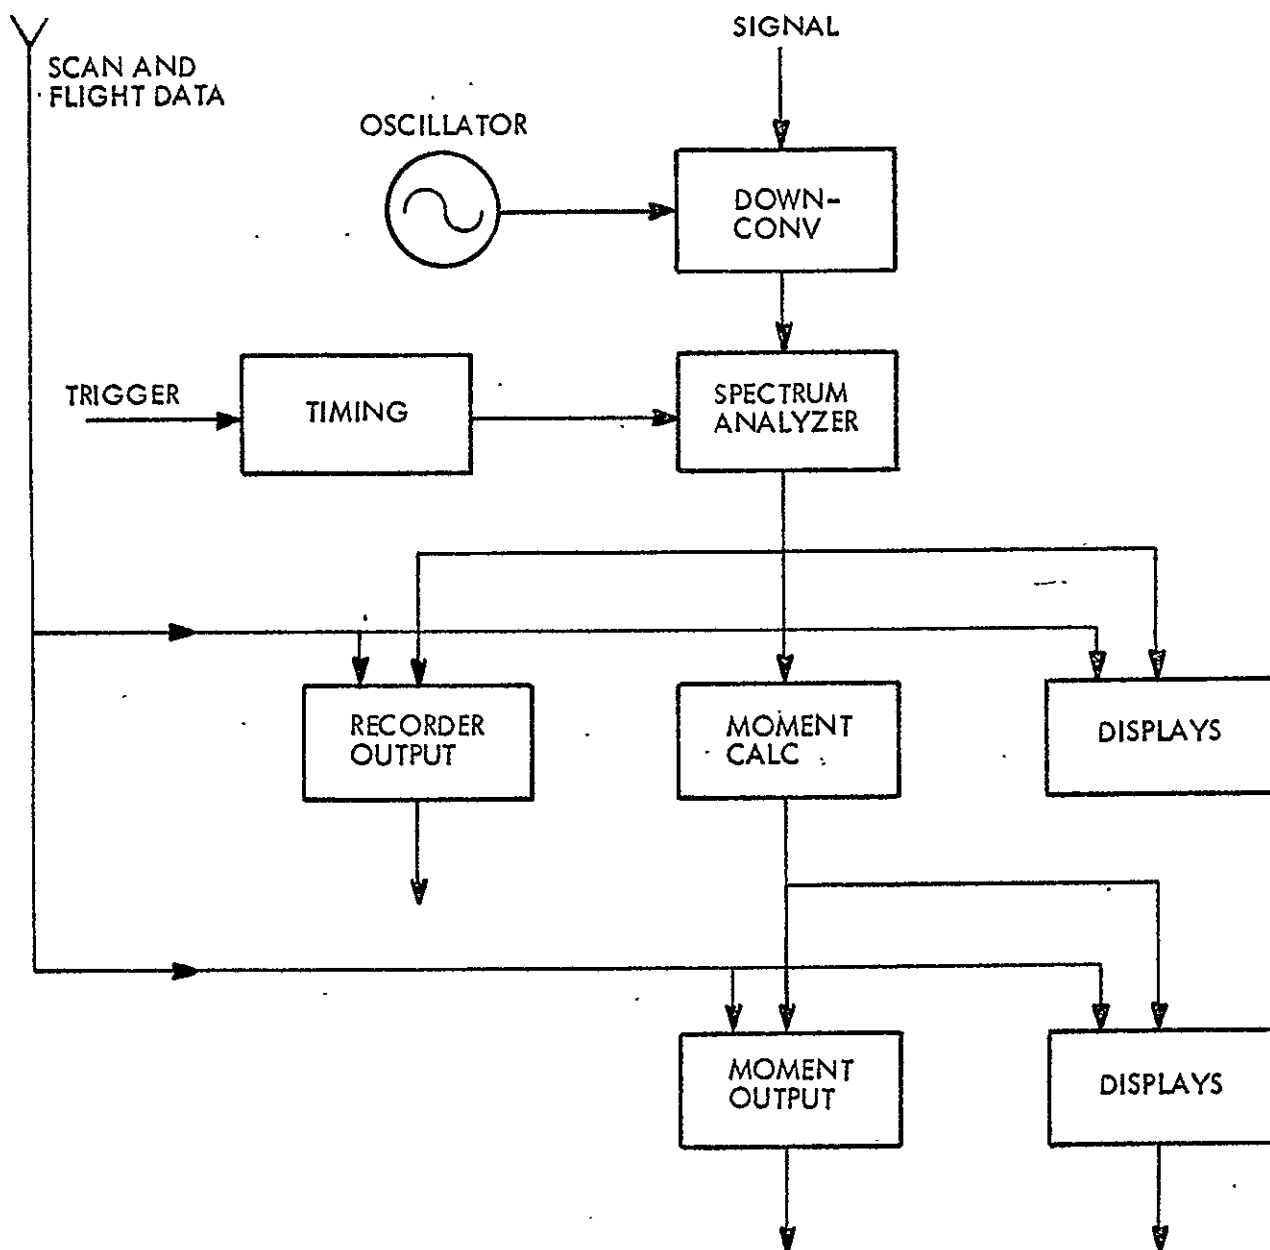 SIGNAL
SCAN AND
FLIGHT DATA
OSCILLATOR
DOWN-
CONV
TRIGGER
TIMING
SPECTRUM
ANALYZER
RECORDER
OUTPUT
MOMENT
CALC
DISPLAYS
MOMENT
OUTPUT
DISPLAYS